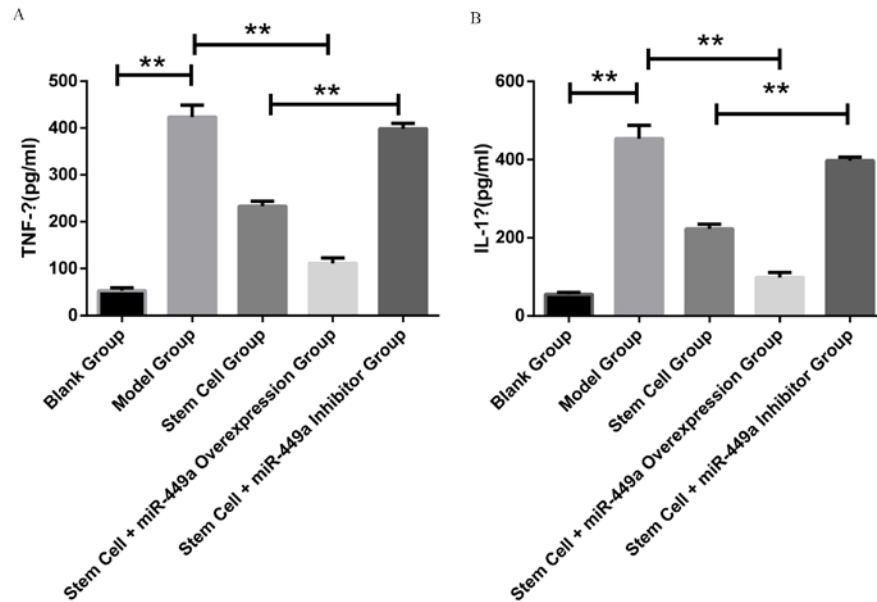 A
**
**
**
500
400
300
200
100
0
TNF-?(pg/ml)
Blank Group
Model Group
Stem Cell Group
Stem Cell + miR-449a Overexpression Group
Stem Cell + miR-449a Inhibitor Group
B
**
**
**
600
400
200
0
IL-1?(pg/ml)
Blank Group
Model Group
Stem Cell Group
Stem Cell + miR-449a Overexpression Group
Stem Cell + miR-449a Inhibitor Group